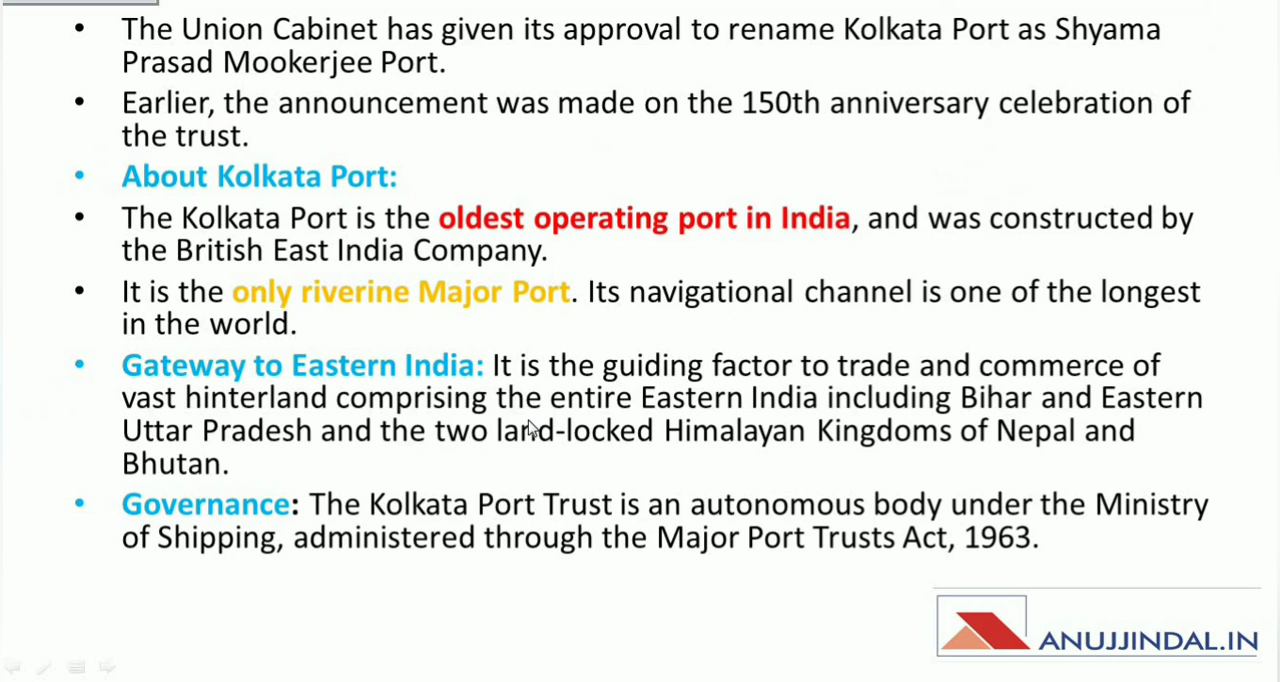 • The Union Cabinet has given its approval to rename Kolkata Port as Shyama
Prasad Mookerjee Port.
• Earlier, the announcement was made on the 150th anniversary celebration of
the trust.
• About Kolkata Port:
• The Kolkata Port is the oldest operating port in India, and was constructed by
the British East India Company.
• It is the only riverine Major Port. Its navigational channel is one of the longest
in the world.
• Gateway to Eastern India: It is the guiding factor to trade and commerce of
vast hinterland comprising the entire Eastern India including Bihar and Eastern
Uttar Pradesh and the two land-locked Himalayan Kingdoms of Nepal and
Bhutan.
• Governance: The Kolkata Port Trust is an autonomous body under the Ministry
of Shipping, administered through the Major Port Trusts Act, 1963.
ANUJJINDAL.IN